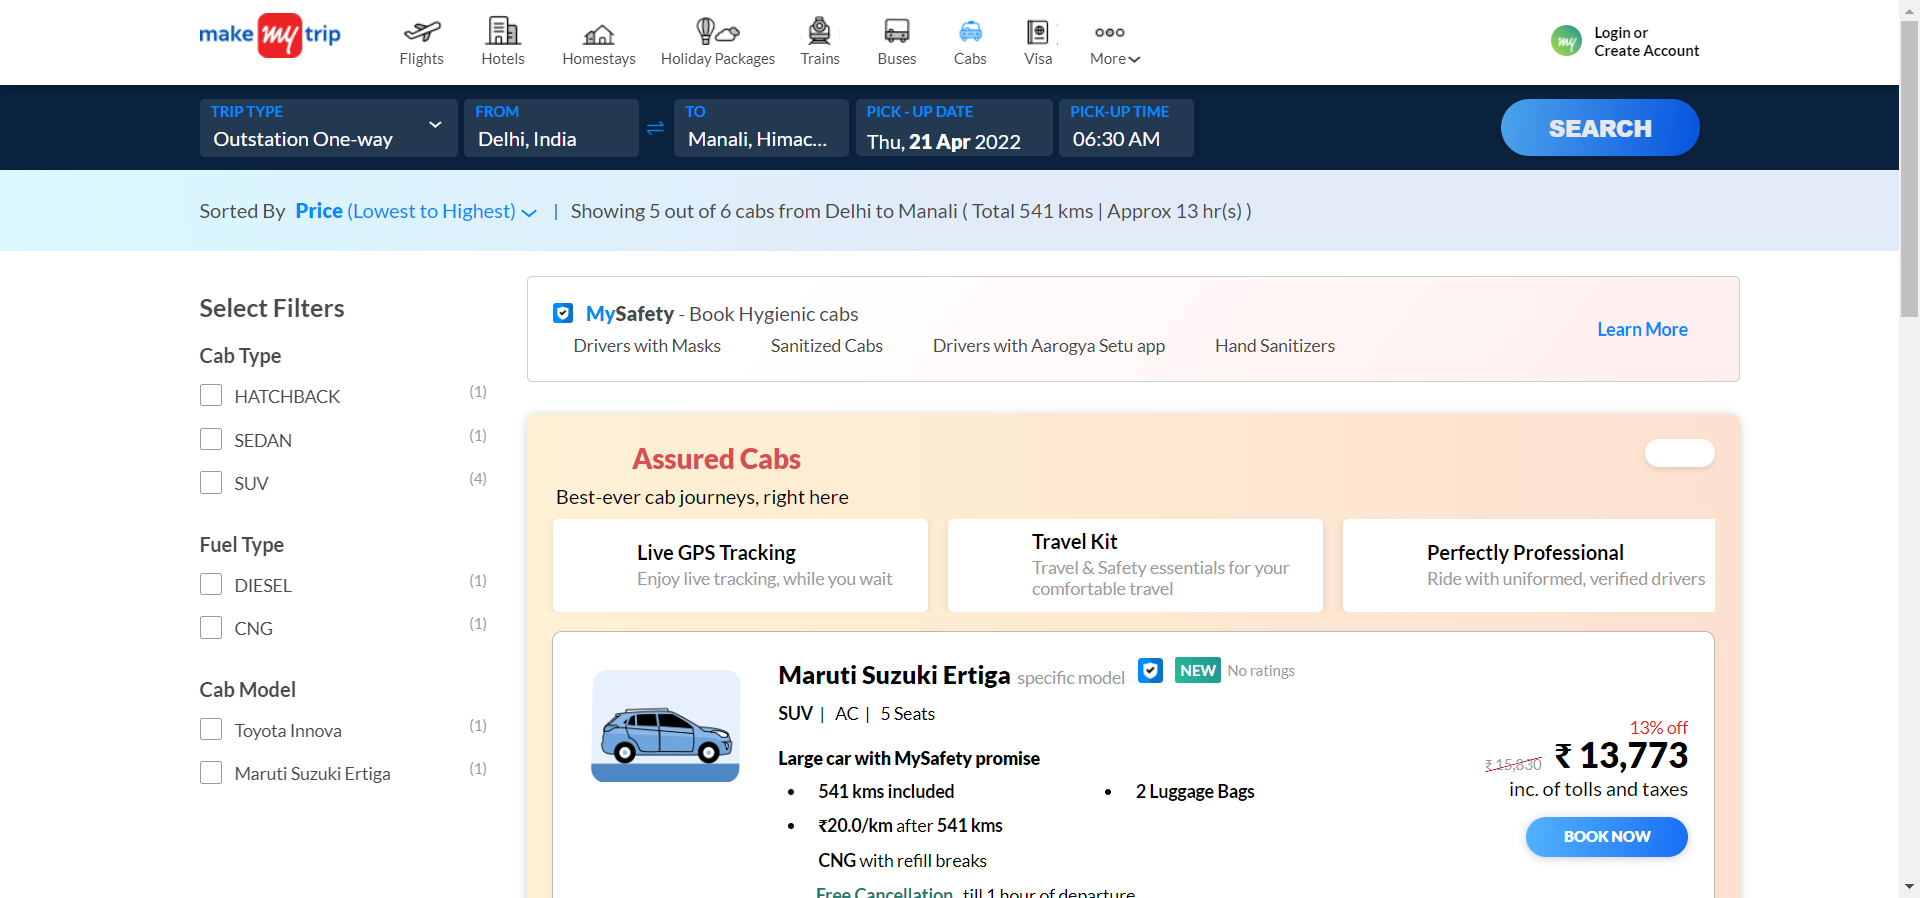 make my trip
Flights
Hotels
Homestays
Holiday Packages
Trains
Buses
Cabs
Visa
More
my
Login or
Create Account
TRIP TYPE
Outstation One-way
FROM
Delhi, India
TO
Manali, Himac...
PICK - UP DATE
Thu, 21 Apr 2022
PICK-UP TIME
06:30 AM
SEARCH
Sorted By Price (Lowest to Highest) | Showing 5 out of 6 cabs from Delhi to Manali ( Total 541 kms | Approx 13 hr(s) )
Select Filters
Cab Type
HATCHBACK (1)
SEDAN (1)
SUV (4)
Fuel Type
DIESEL (1)
CNG (1)
Cab Model
Toyota Innova (1)
Maruti Suzuki Ertiga (1)
MySafety - Book Hygienic cabs
Drivers with Masks
Sanitized Cabs
Drivers with Aarogya Setu app
Hand Sanitizers
Learn More
Assured Cabs
Best-ever cab journeys, right here
Live GPS Tracking
Enjoy live tracking, while you wait
Travel Kit
Travel & Safety essentials for your
comfortable travel
Perfectly Professional
Ride with uniformed, verified drivers
Maruti Suzuki Ertiga specific model NEW No ratings
SUV | AC | 5 Seats
Large car with MySafety promise
• 541 kms included
• 2 Luggage Bags
• ₹20.0/km after 541 kms
CNG with refill breaks
Free Cancellation till 1 hour of departure
13% off
₹15,830 ₹ 13,773
inc. of tolls and taxes
BOOK NOW